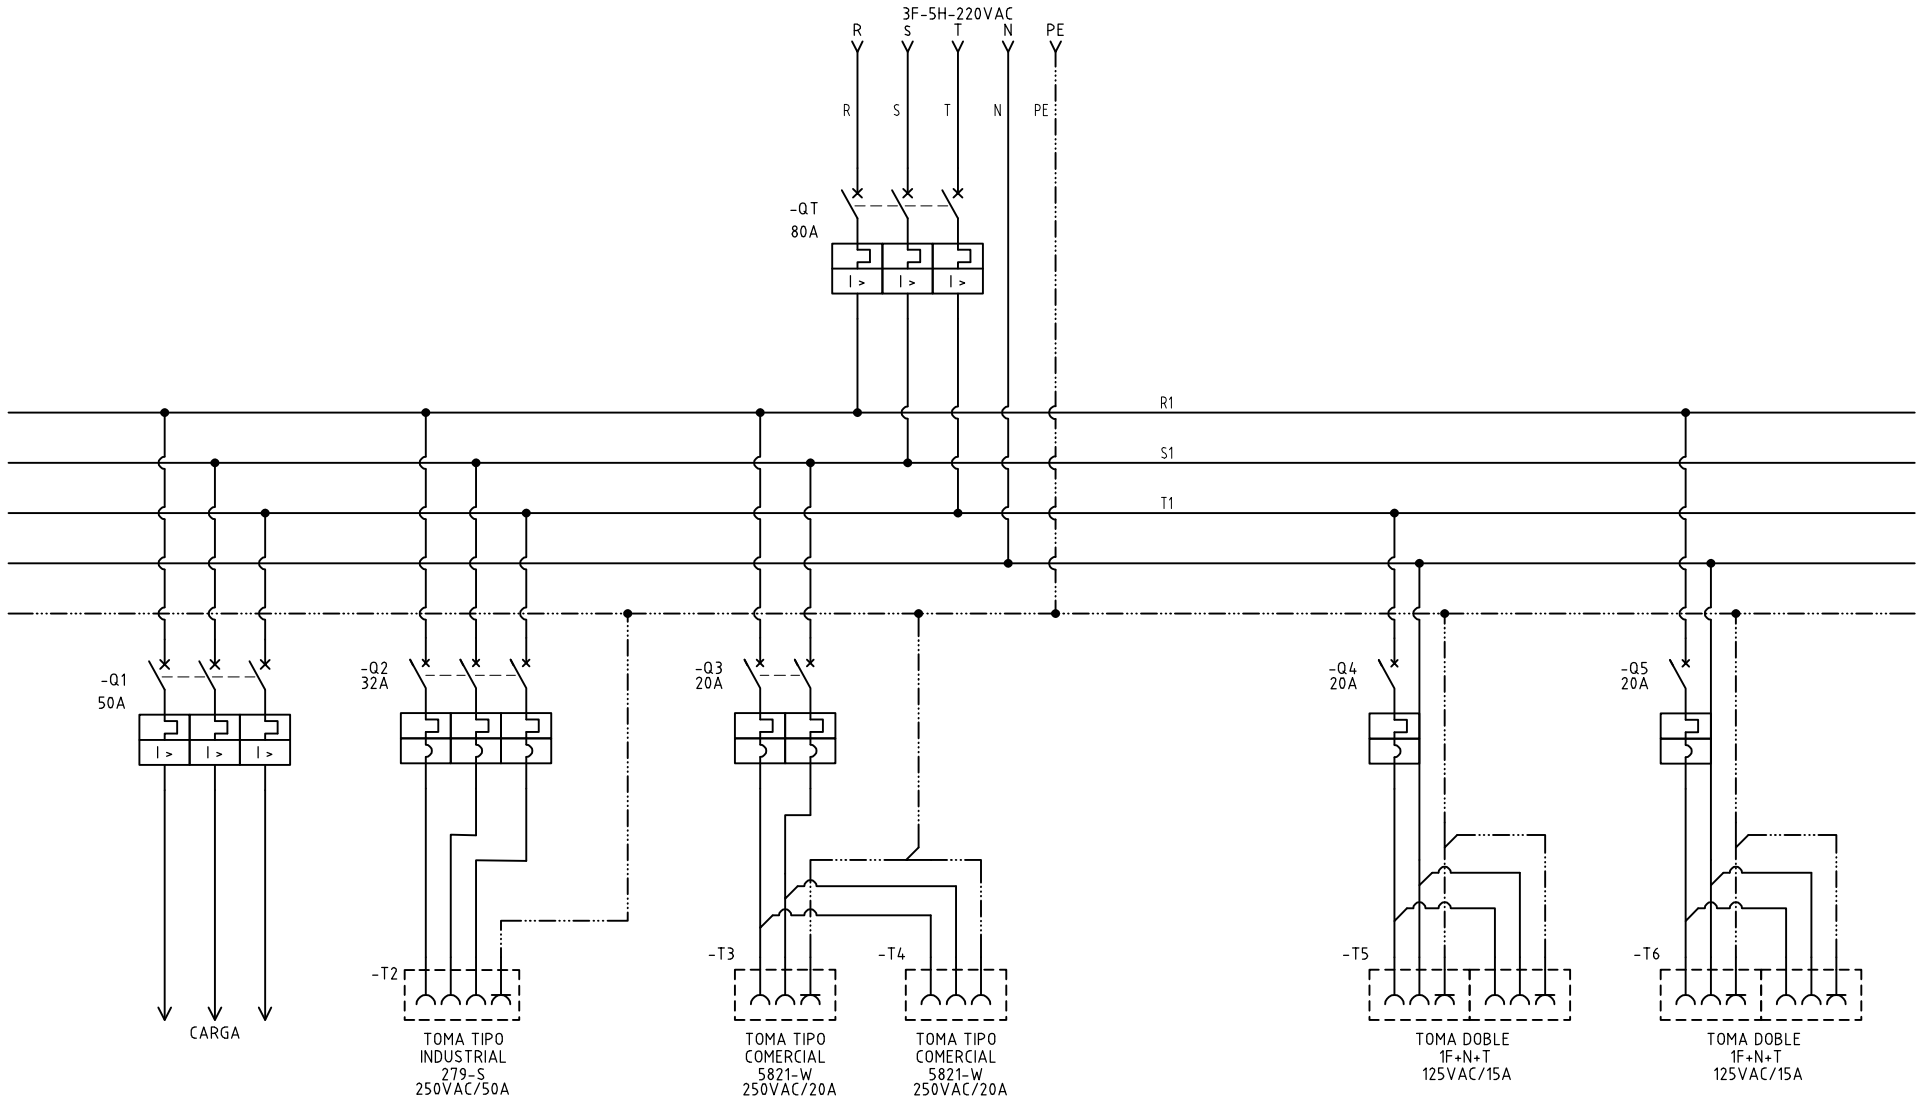 3F-5H-220VAC
R S T N PE
R S T N PE
-QT
80A
I > I > I >
R1
S1
T1
-Q1
50A
-Q2
32A
-Q3
20A
-Q4
20A
-Q5
20A
I > I > I >
-T2
-T3
-T4
-T5
-T6
CARGA
TOMA TIPO
INDUSTRIAL
279-S
250VAC/50A
TOMA TIPO
COMERCIAL
5821-W
250VAC/20A
TOMA TIPO
COMERCIAL
5821-W
250VAC/20A
TOMA DOBLE
1F+N+T
125VAC/15A
TOMA DOBLE
1F+N+T
125VAC/15A